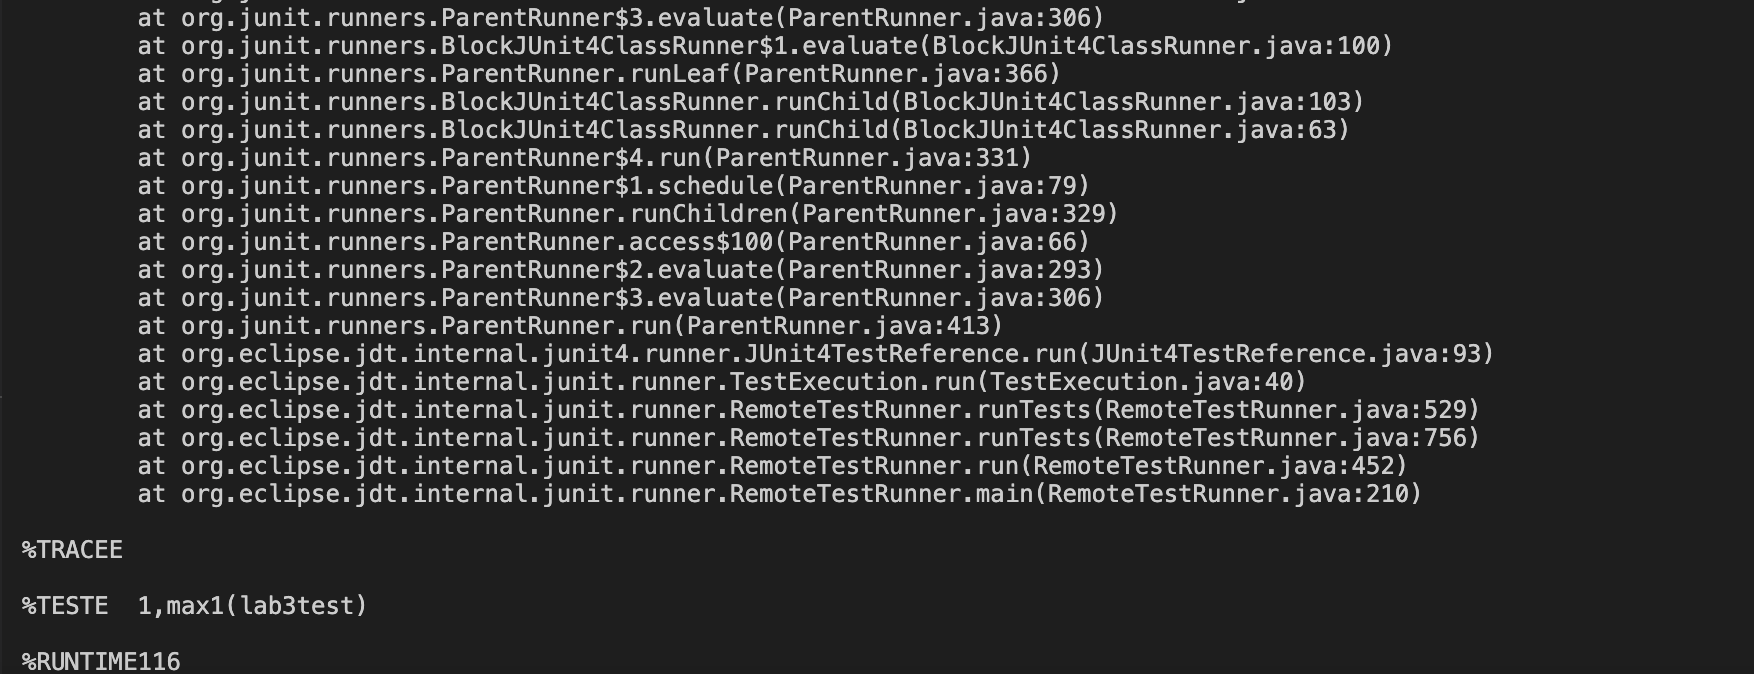 at org.junit.runners.ParentRunner$3.evaluate(ParentRunner.java:306)
at org.junit.runners.BlockJUnit4ClassRunner$1.evaluate(BlockJUnit4ClassRunner.java:100)
at org.junit.runners.ParentRunner.runLeaf(ParentRunner.java:366)
at org.junit.runners.BlockJUnit4ClassRunner.runChild(BlockJUnit4ClassRunner.java:103)
at org.junit.runners.BlockJUnit4ClassRunner.runChild(BlockJUnit4ClassRunner.java:63)
at org.junit.runners.ParentRunner$4.run(ParentRunner.java:331)
at org.junit.runners.ParentRunner$1.schedule(ParentRunner.java:79)
at org.junit.runners.ParentRunner.runChildren(ParentRunner.java:329)
at org.junit.runners.ParentRunner.access$100(ParentRunner.java:66)
at org.junit.runners.ParentRunner$2.evaluate(ParentRunner.java:293)
at org.junit.runners.ParentRunner$3.evaluate(ParentRunner.java:306)
at org.junit.runners.ParentRunner.run(ParentRunner.java:413)
at org.eclipse.jdt.internal.junit4.runner.JUnit4TestReference.run(JUnit4TestReference.java:93)
at org.eclipse.jdt.internal.junit.runner.TestExecution.run(TestExecution.java:40)
at org.eclipse.jdt.internal.junit.runner.RemoteTestRunner.runTests(RemoteTestRunner.java:529)
at org.eclipse.jdt.internal.junit.runner.RemoteTestRunner.runTests(RemoteTestRunner.java:756)
at org.eclipse.jdt.internal.junit.runner.RemoteTestRunner.run(RemoteTestRunner.java:452)
at org.eclipse.jdt.internal.junit.runner.RemoteTestRunner.main(RemoteTestRunner.java:210)
%TRACEE
%TESTE  1,max1(lab3test)
%RUNTIME116